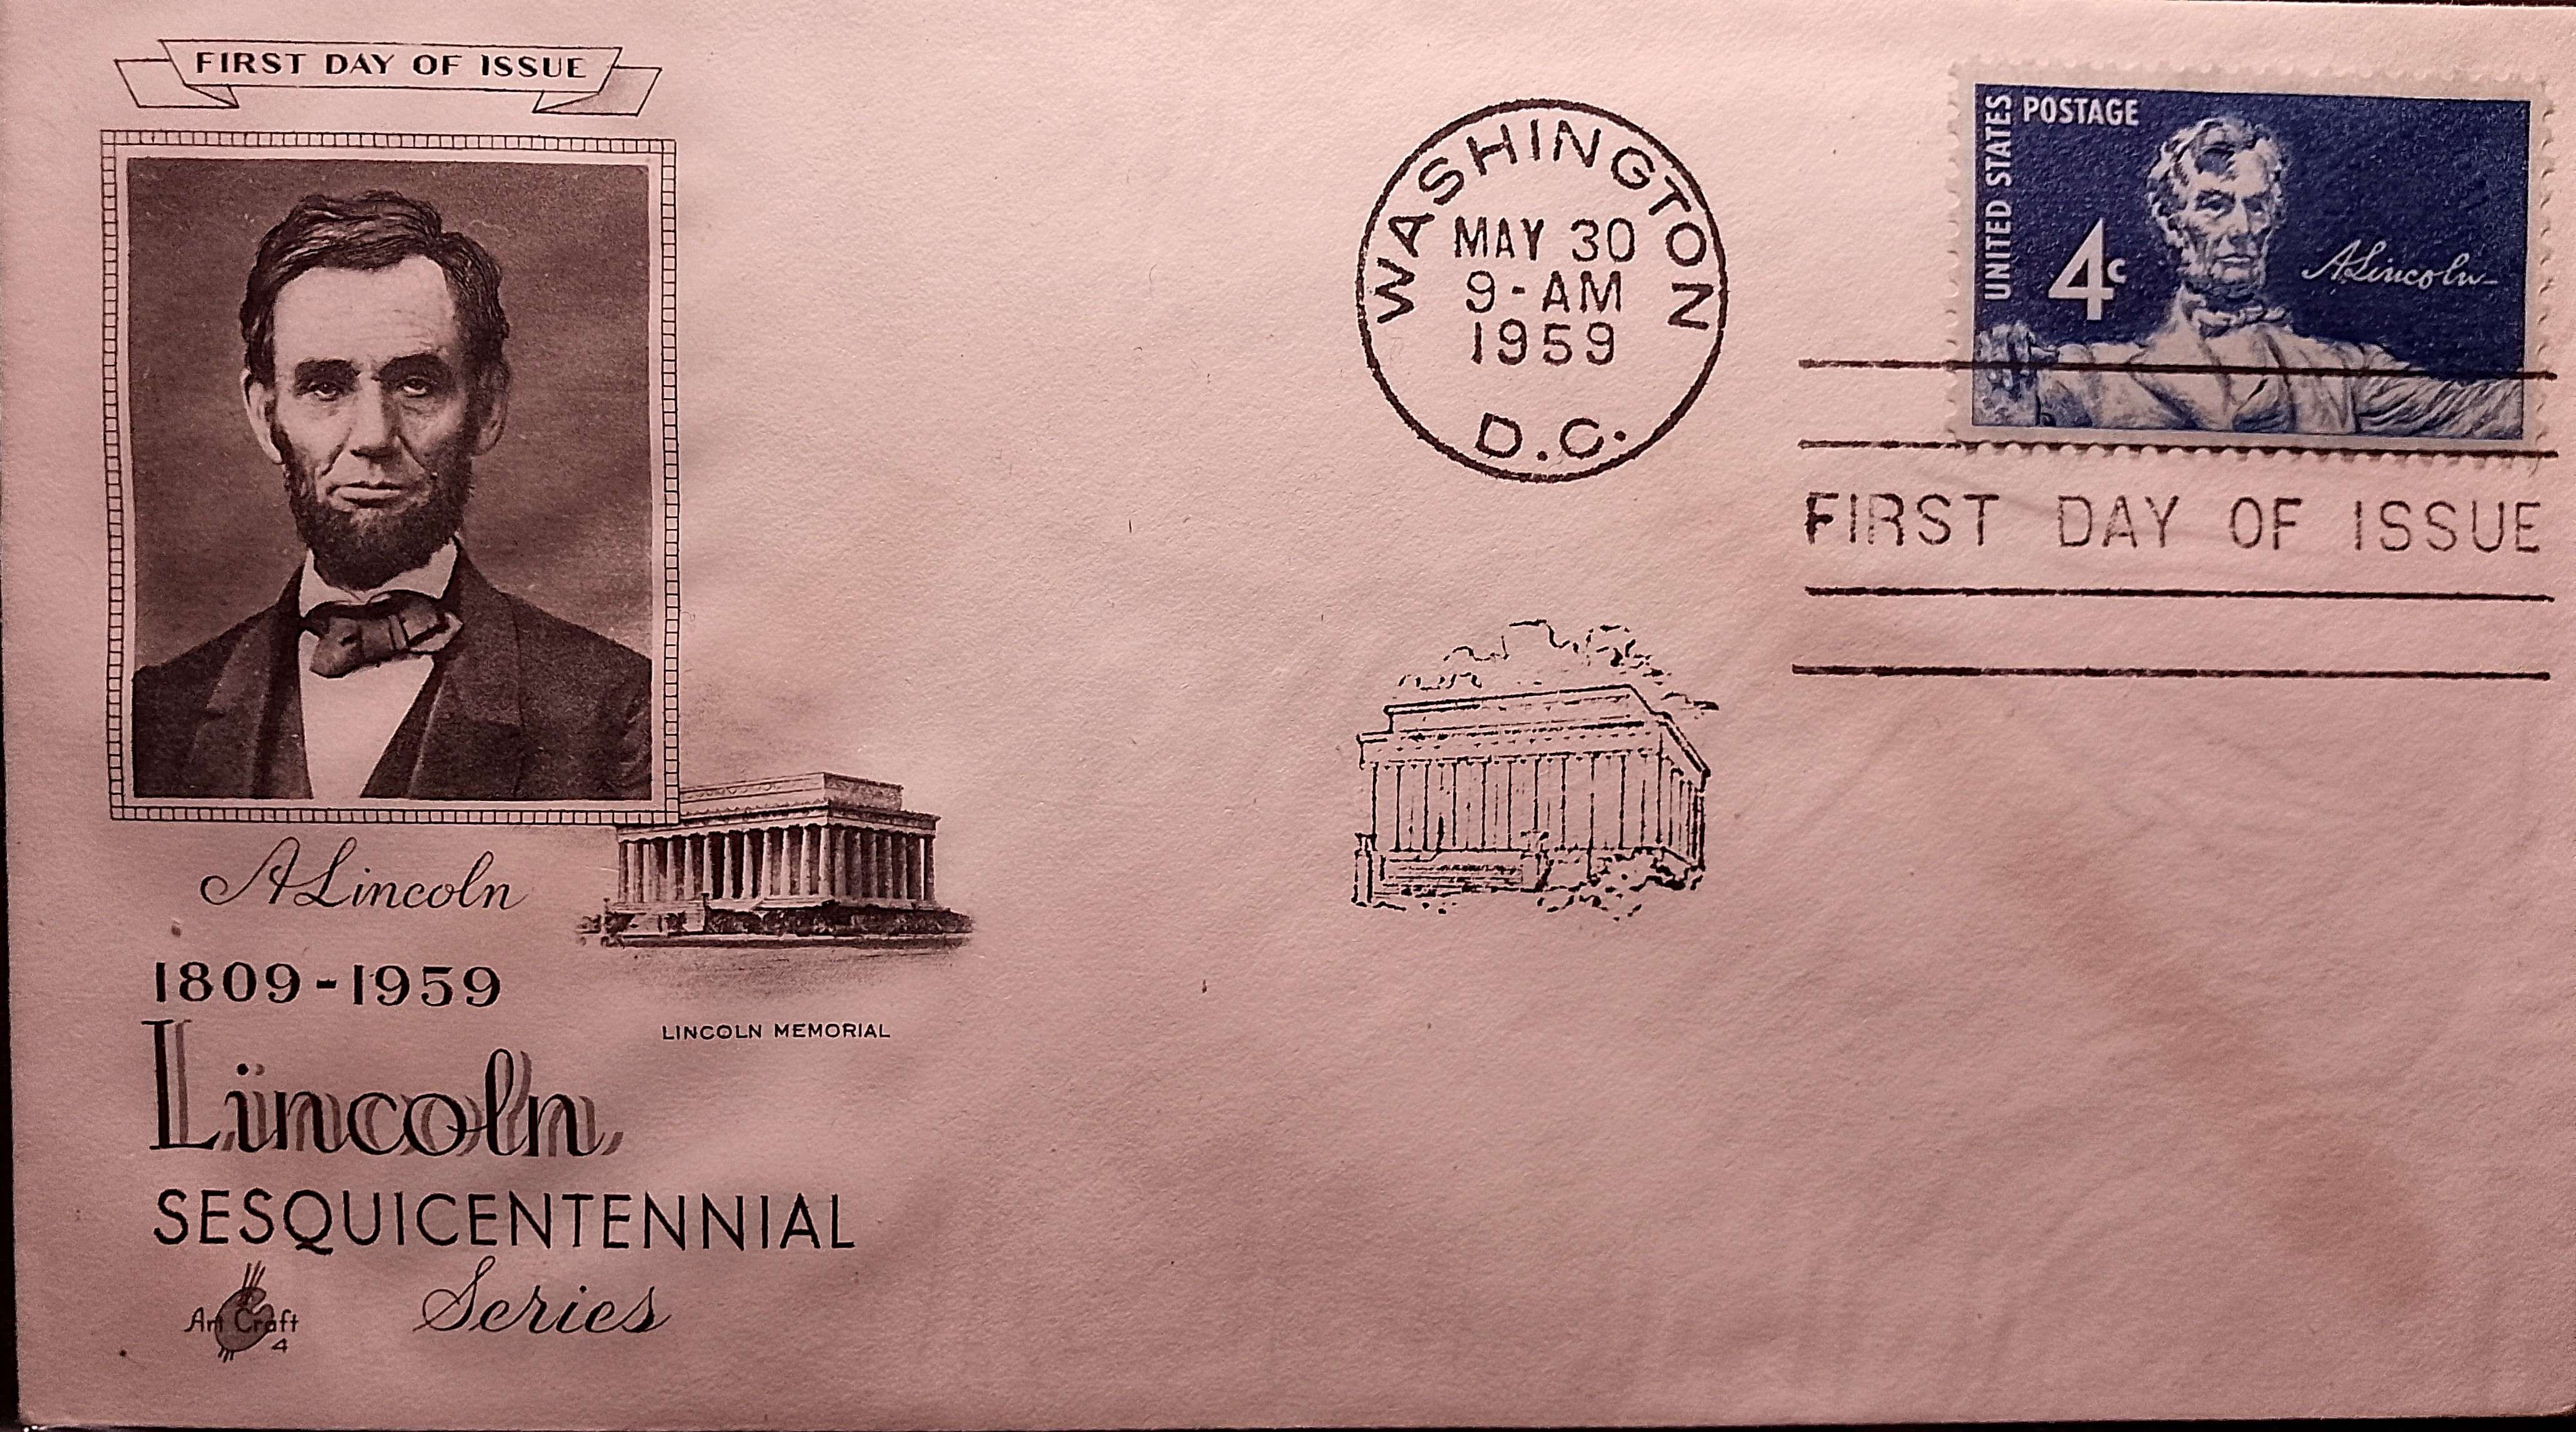 FIRST DAY OF ISSUE
A Lincoln
1809-1959
Lincoln
SESQUICENTENNIAL
Series
Art Craft
4
LINCOLN MEMORIAL
WASHINGTON
MAY 30
9-AM
1959
D.C.
UNITED STATES
POSTAGE
4c
A Lincoln
FIRST DAY OF ISSUE